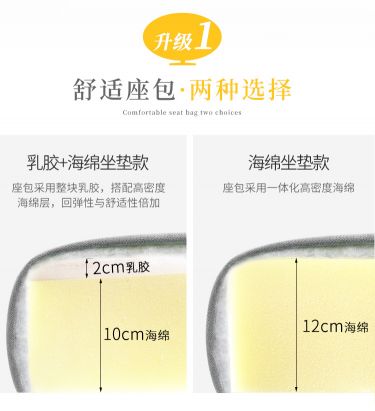 升级1
舒适座包·两种选择
Comfortable seat bag two choices
乳胶+海绵坐垫款
座包采用整块乳胶，搭配高密度
海绵层，回弹性与舒适性倍加
2cm乳胶
10cm海绵
海绵坐垫款
座包采用一体化高密度海绵
12cm海绵